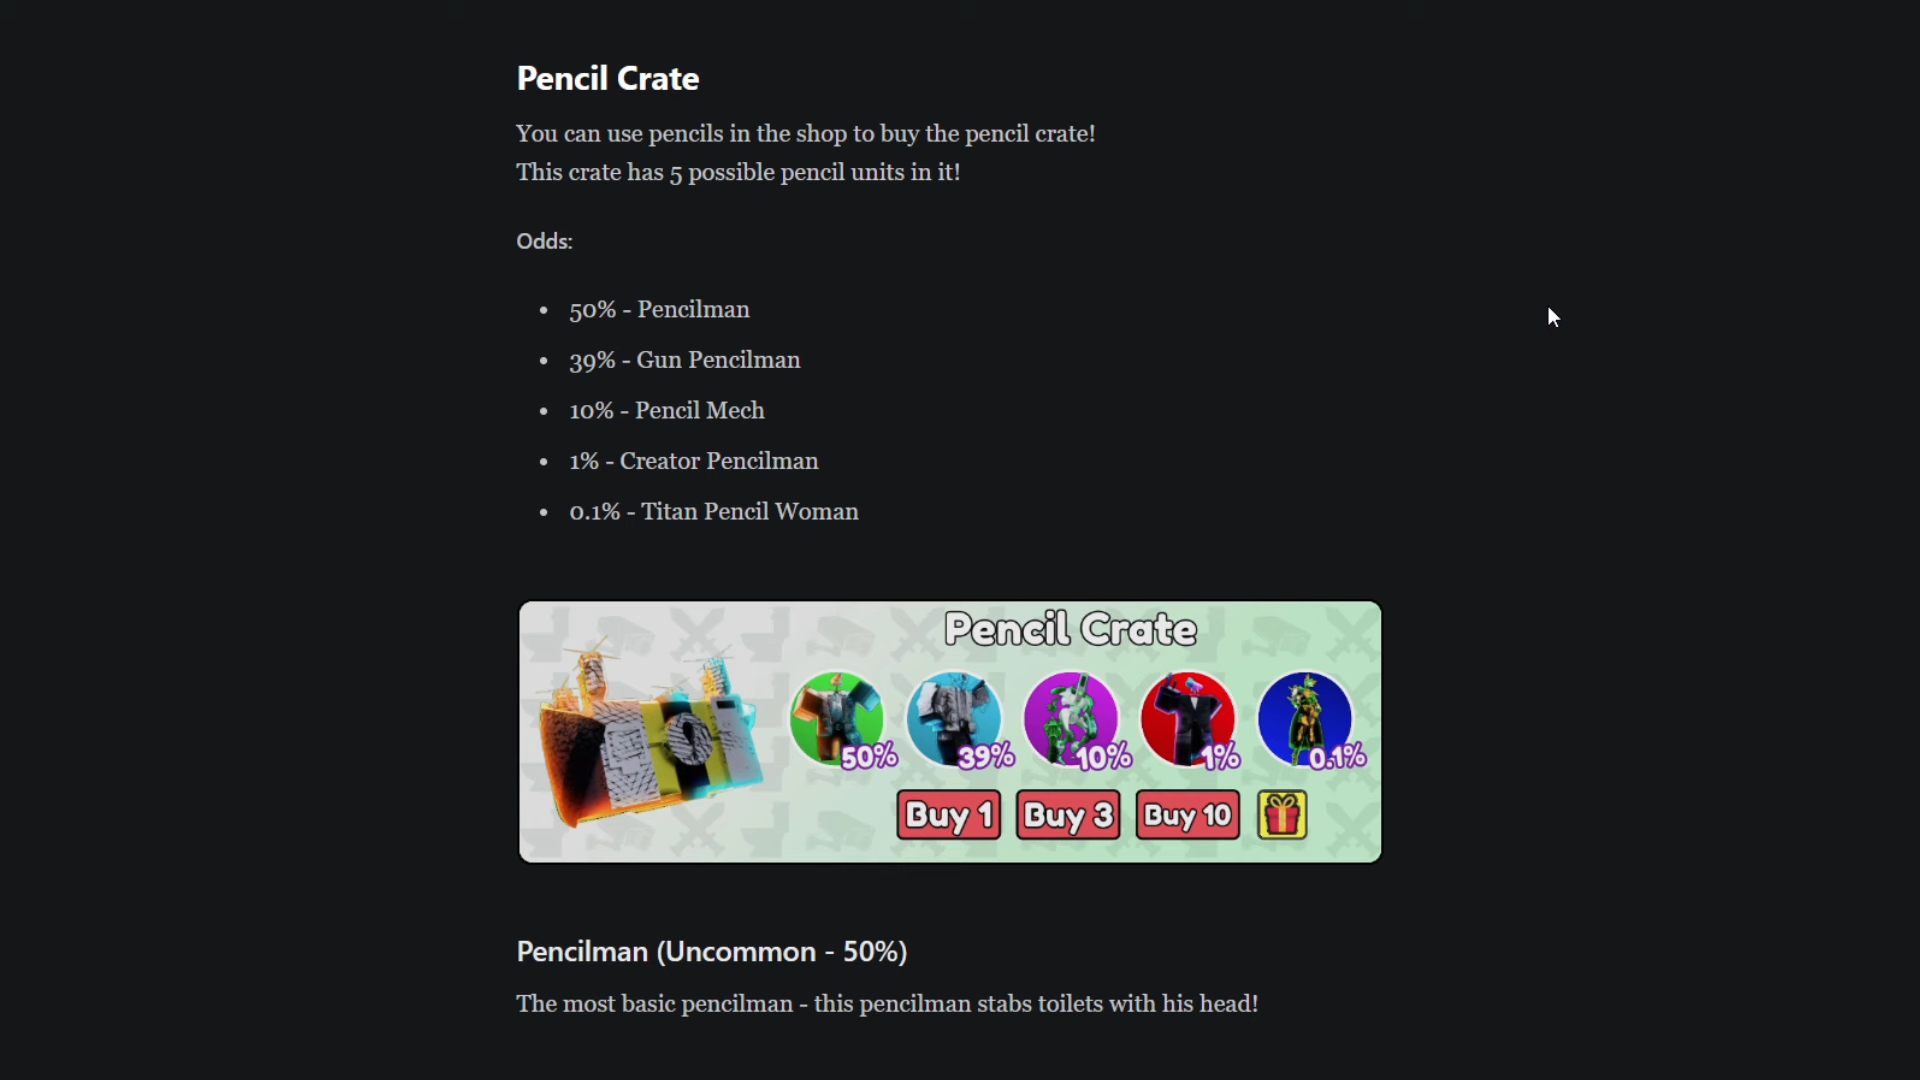 Pencil Crate
You can use pencils in the shop to buy the pencil crate!
This crate has 5 possible pencil units in it!
Odds:
• 50% - Pencilman
• 39% - Gun Pencilman
• 10% - Pencil Mech
• 1% - Creator Pencilman
• 0.1% - Titan Pencil Woman
Pencil Crate
50% 39% 10% 1% 0.1%
Buy 1 Buy 3 Buy 10
Pencilman (Uncommon - 50%)
The most basic pencilman - this pencilman stabs toilets with his head!